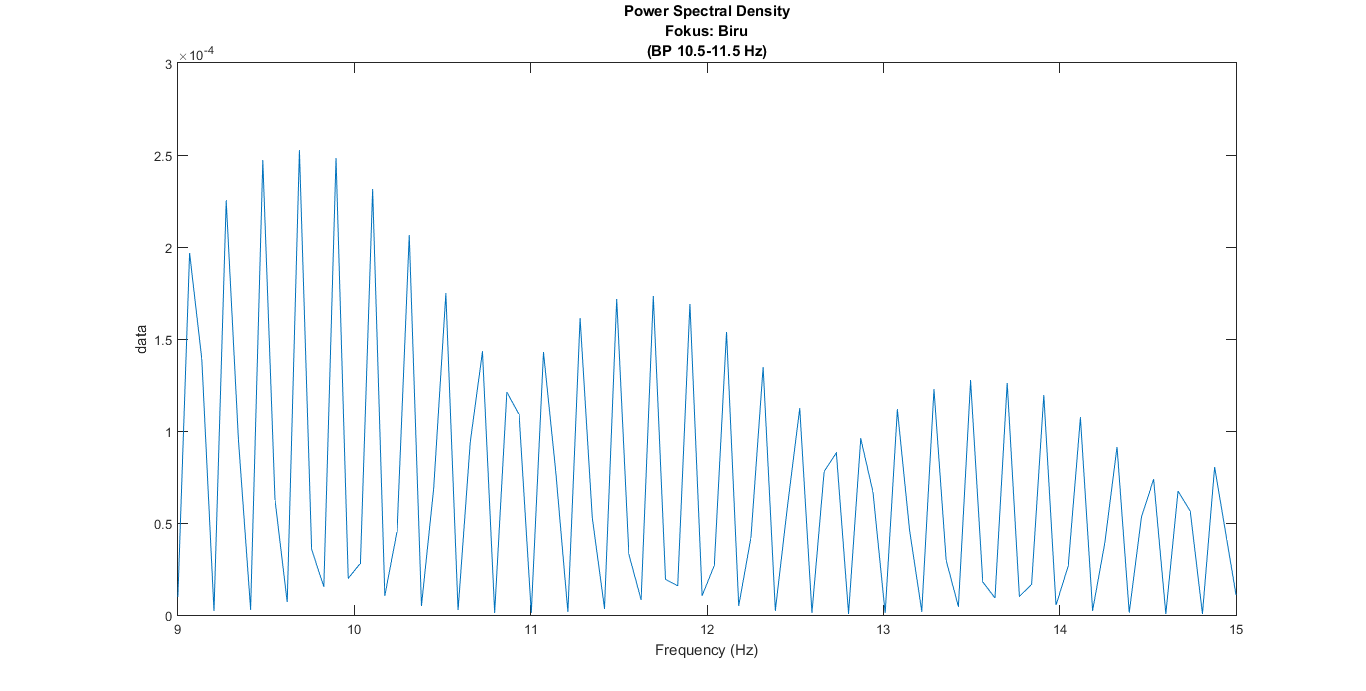 Power Spectral Density
Fokus: Biru
(BP 10.5-11.5 Hz)
×10-4
3
2.5
2
1.5
1
0.5
0
data
9 10 11 12 13 14 15
Frequency (Hz)